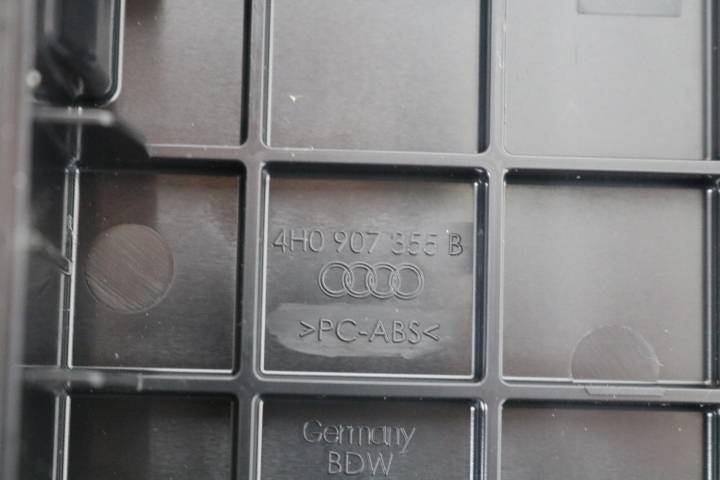 4H0 907 355 B
>PC-ABS<
Germany
BDW